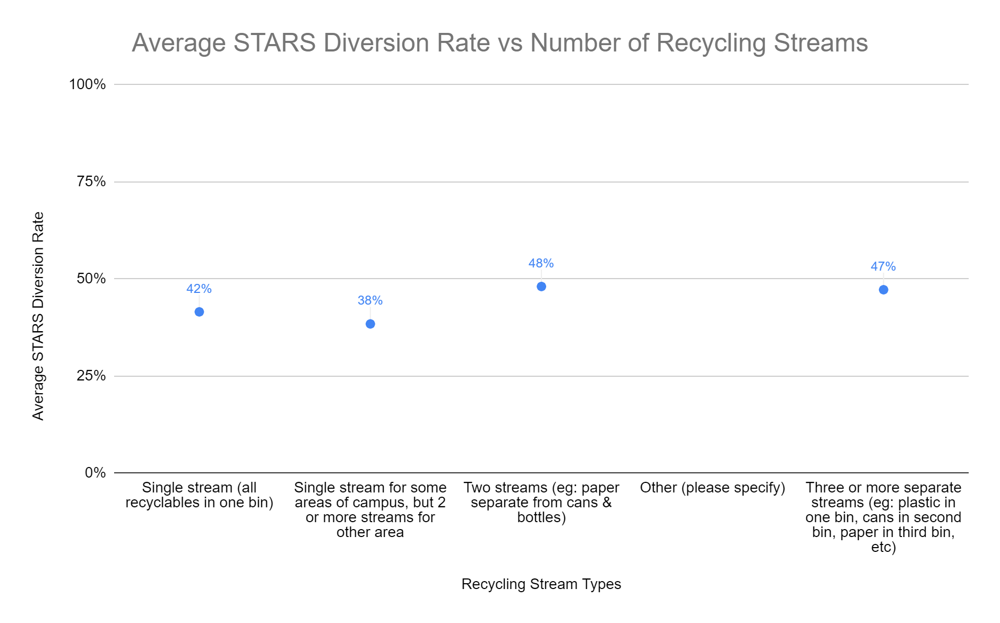 Average STARS Diversion Rate vs Number of Recycling Streams
100%
75%
50%
25%
0%
Average STARS Diversion Rate
42%
38%
48%
47%
Single stream (all
recyclables in one bin)
Single stream for some
areas of campus, but 2
or more streams for
other area
Two streams (eg: paper
separate from cans &
bottles)
Other (please specify)
Three or more separate
streams (eg: plastic in
one bin, cans in second
bin, paper in third bin,
etc)
Recycling Stream Types